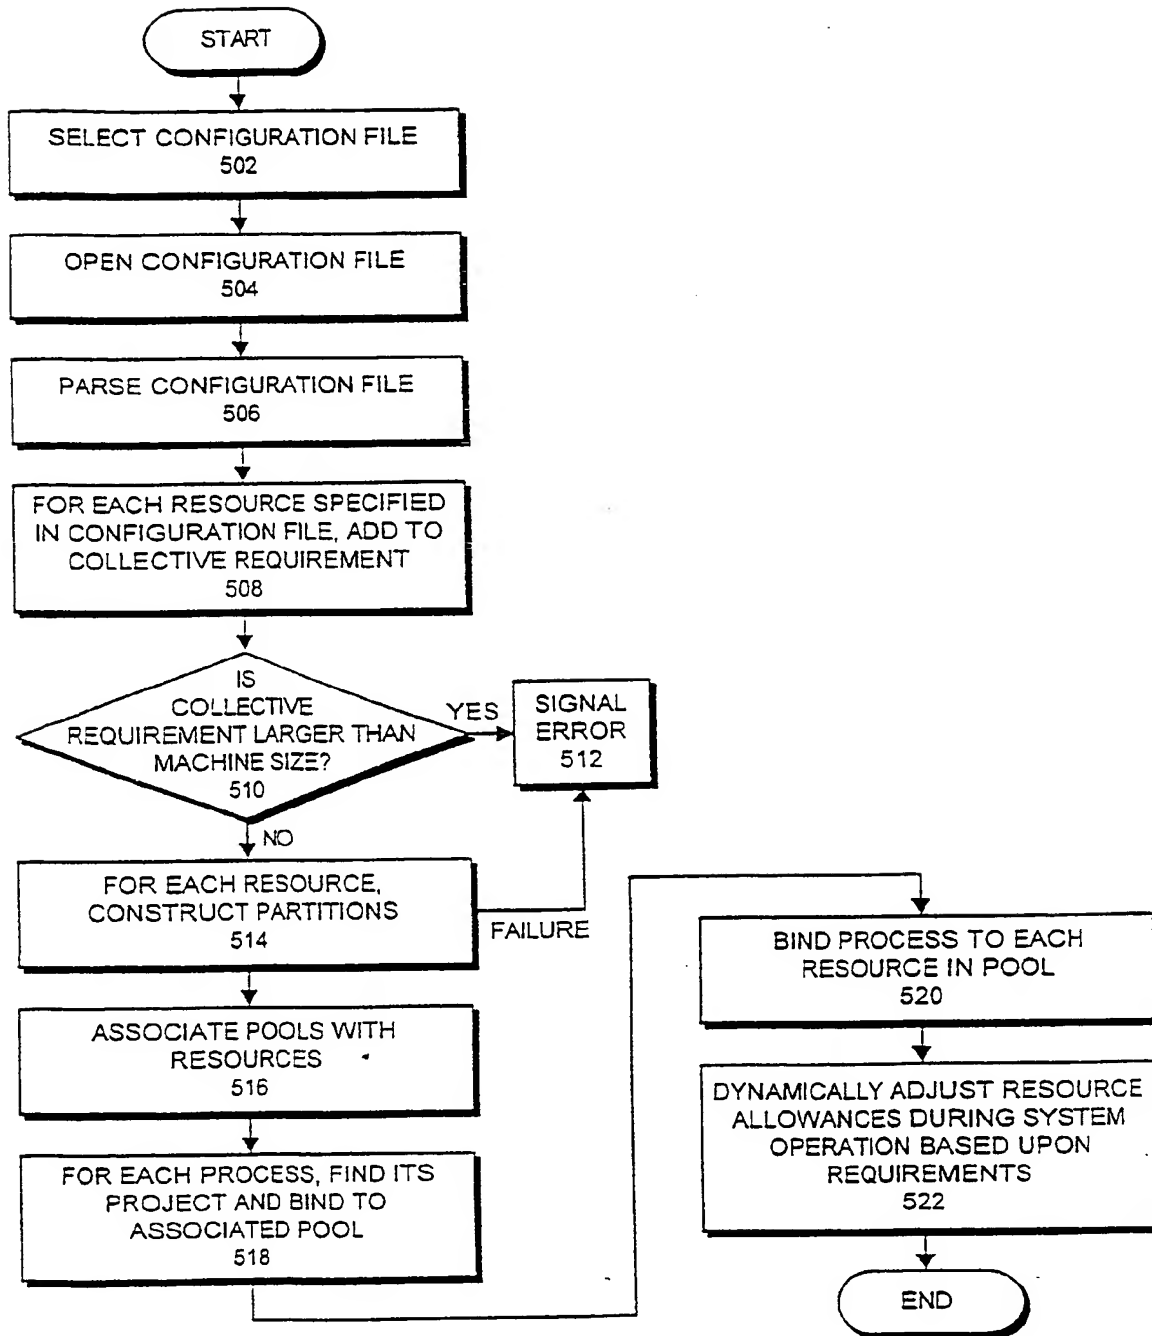 START
SELECT CONFIGURATION FILE
502
OPEN CONFIGURATION FILE
504
PARSE CONFIGURATION FILE
506
FOR EACH RESOURCE SPECIFIED
IN CONFIGURATION FILE, ADD TO
COLLECTIVE REQUIREMENT
508
IS
COLLECTIVE
REQUIREMENT LARGER THAN
MACHINE SIZE?
510
YES
SIGNAL
ERROR
512
NO
FOR EACH RESOURCE,
CONSTRUCT PARTITIONS
514
FAILURE
ASSOCIATE POOLS WITH
RESOURCES
516
FOR EACH PROCESS, FIND ITS
PROJECT AND BIND TO
ASSOCIATED POOL
518
BIND PROCESS TO EACH
RESOURCE IN POOL
520
DYNAMICALLY ADJUST RESOURCE
ALLOWANCES DURING SYSTEM
OPERATION BASED UPON
REQUIREMENTS
522
END